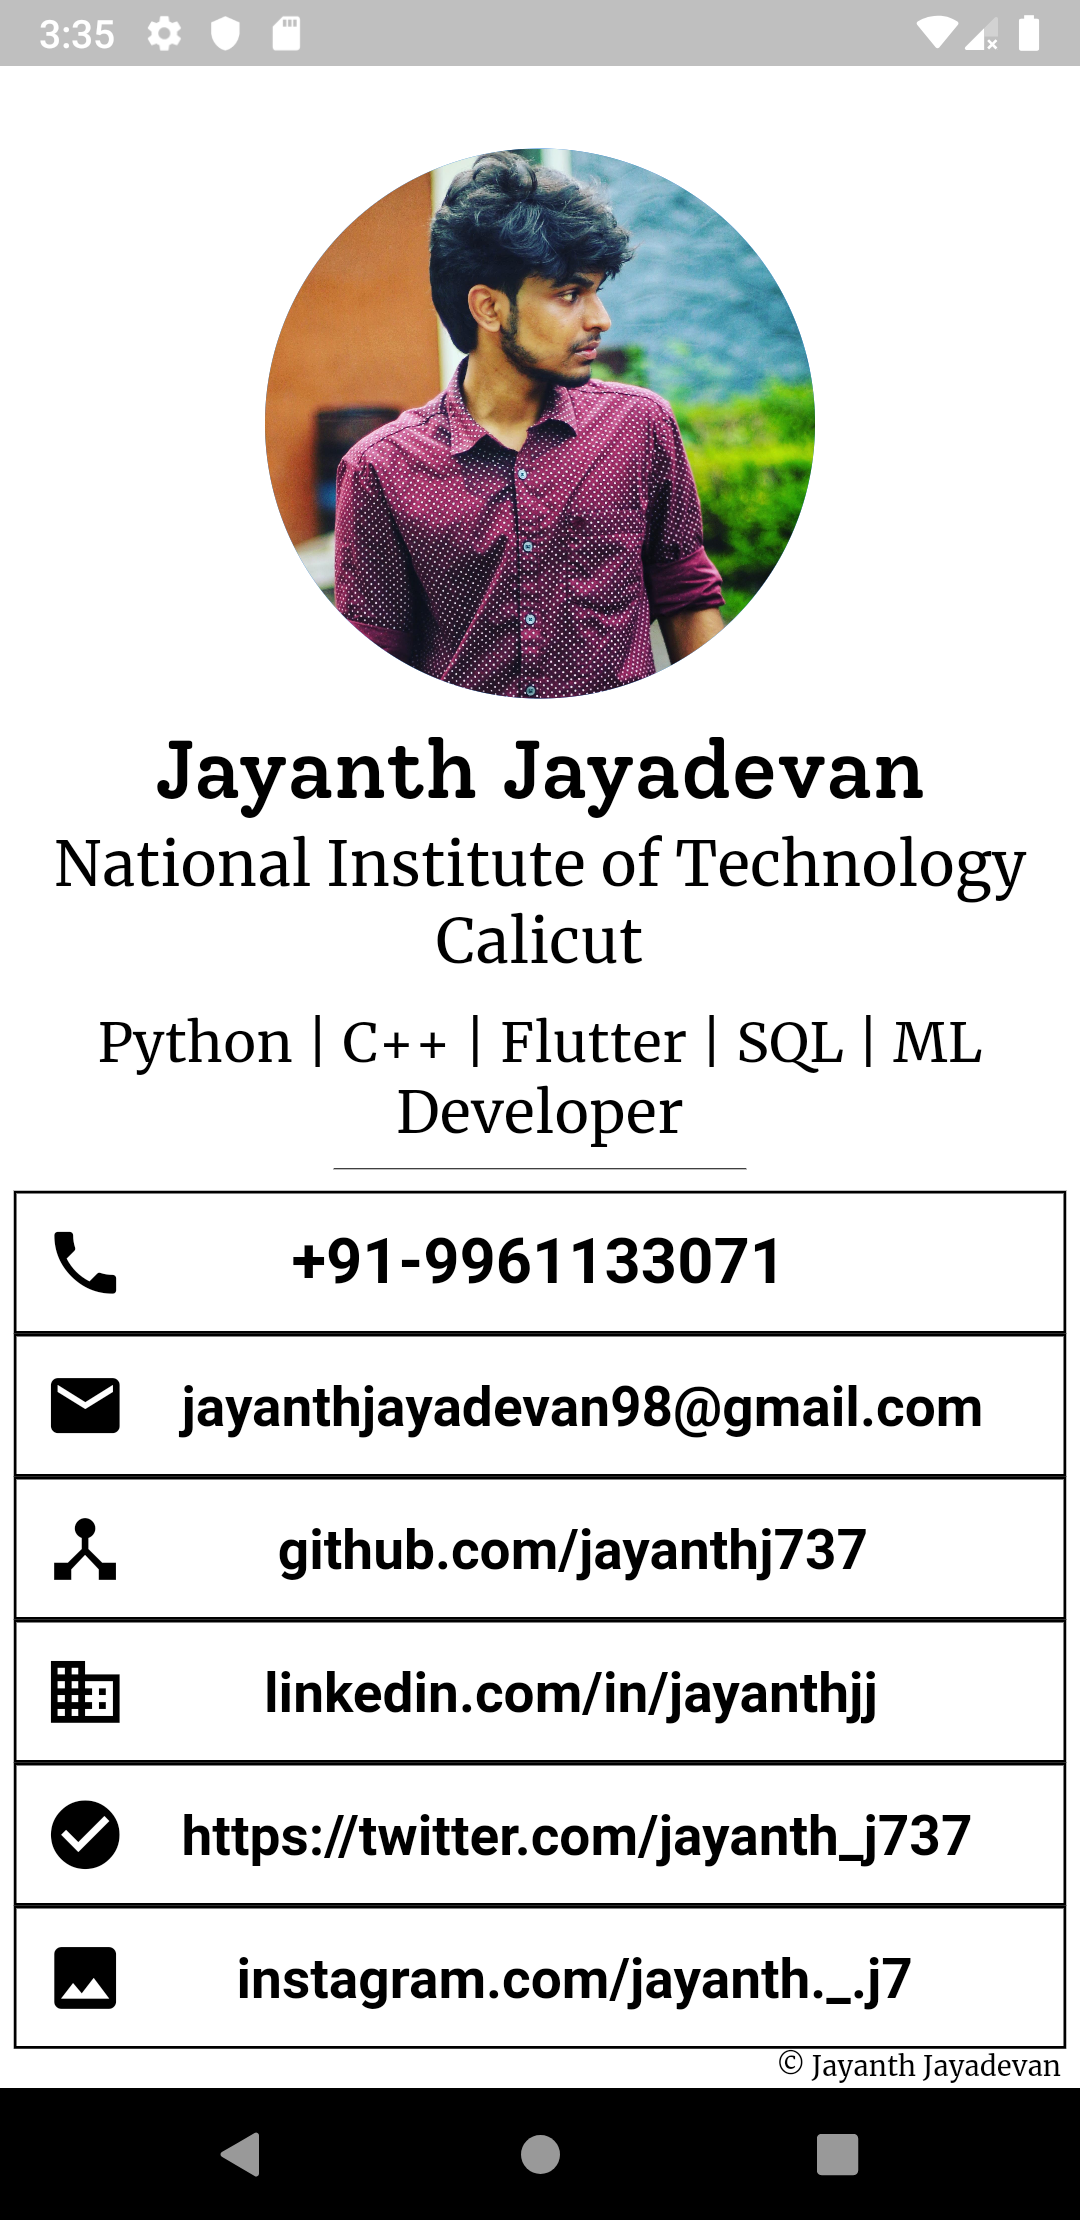 3:35
Jayanth Jayadevan
National Institute of Technology
Calicut
Python | C++ | Flutter | SQL | ML
Developer
+91-9961133071
jayanthjayadevan98@gmail.com
github.com/jayanthj737
linkedin.com/in/jayanthjj
https://twitter.com/jayanth_j737
instagram.com/jayanth._.j7
© Jayanth Jayadevan